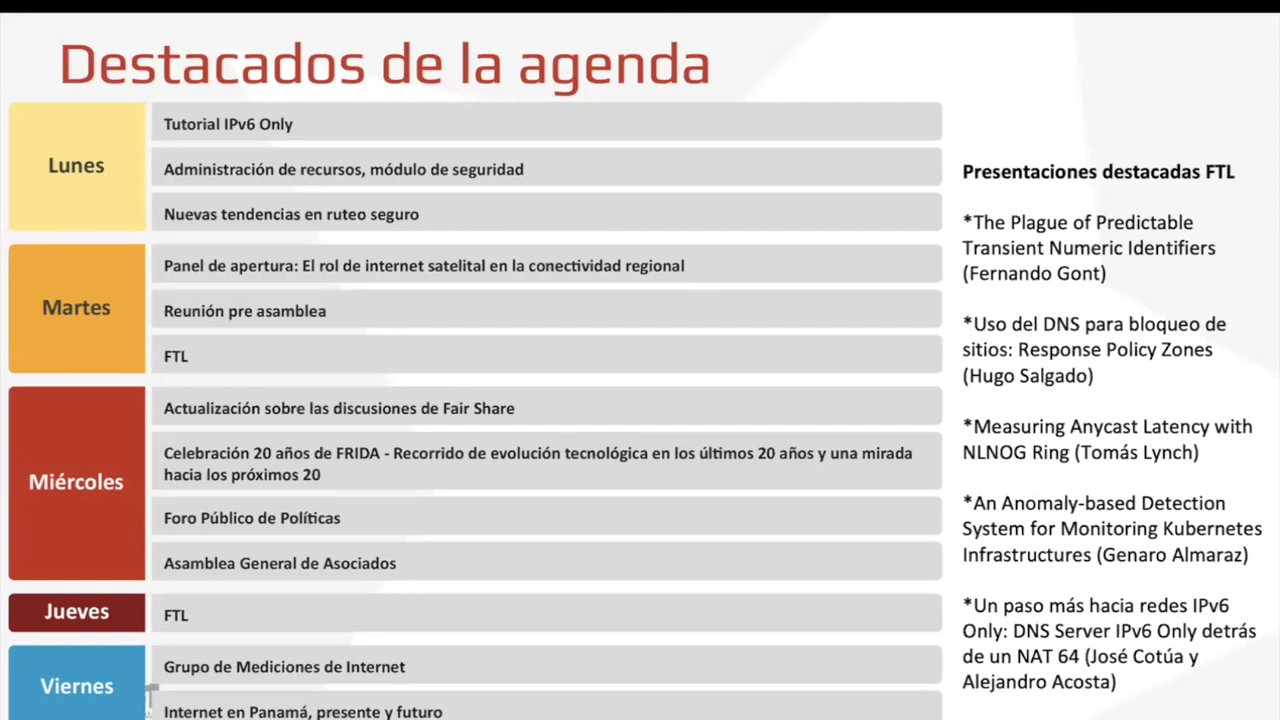 Destacados de la agenda
Lunes
Tutorial IPv6 Only
Administración de recursos, módulo de seguridad
Nuevas tendencias en ruteo seguro
Martes
Panel de apertura: El rol de internet satelital en la conectividad regional
Reunión pre asamblea
FTL
Miércoles
Actualización sobre las discusiones de Fair Share
Celebración 20 años de FRIDA - Recorrido de evolución tecnológica en los últimos 20 años y una mirada
hacia los próximos 20
Foro Público de Políticas
Asamblea General de Asociados
Jueves
FTL
Viernes
Grupo de Mediciones de Internet
Internet en Panamá, presente y futuro
Presentaciones destacadas FTL
*The Plague of Predictable
Transient Numeric Identifiers
(Fernando Gont)
*Uso del DNS para bloqueo de
sitios: Response Policy Zones
(Hugo Salgado)
*Measuring Anycast Latency with
NLNOG Ring (Tomás Lynch)
*An Anomaly-based Detection
System for Monitoring Kubernetes
Infrastructures (Genaro Almaraz)
*Un paso más hacia redes IPv6
Only: DNS Server IPv6 Only detrás
de un NAT 64 (José Cotúa y
Alejandro Acosta)